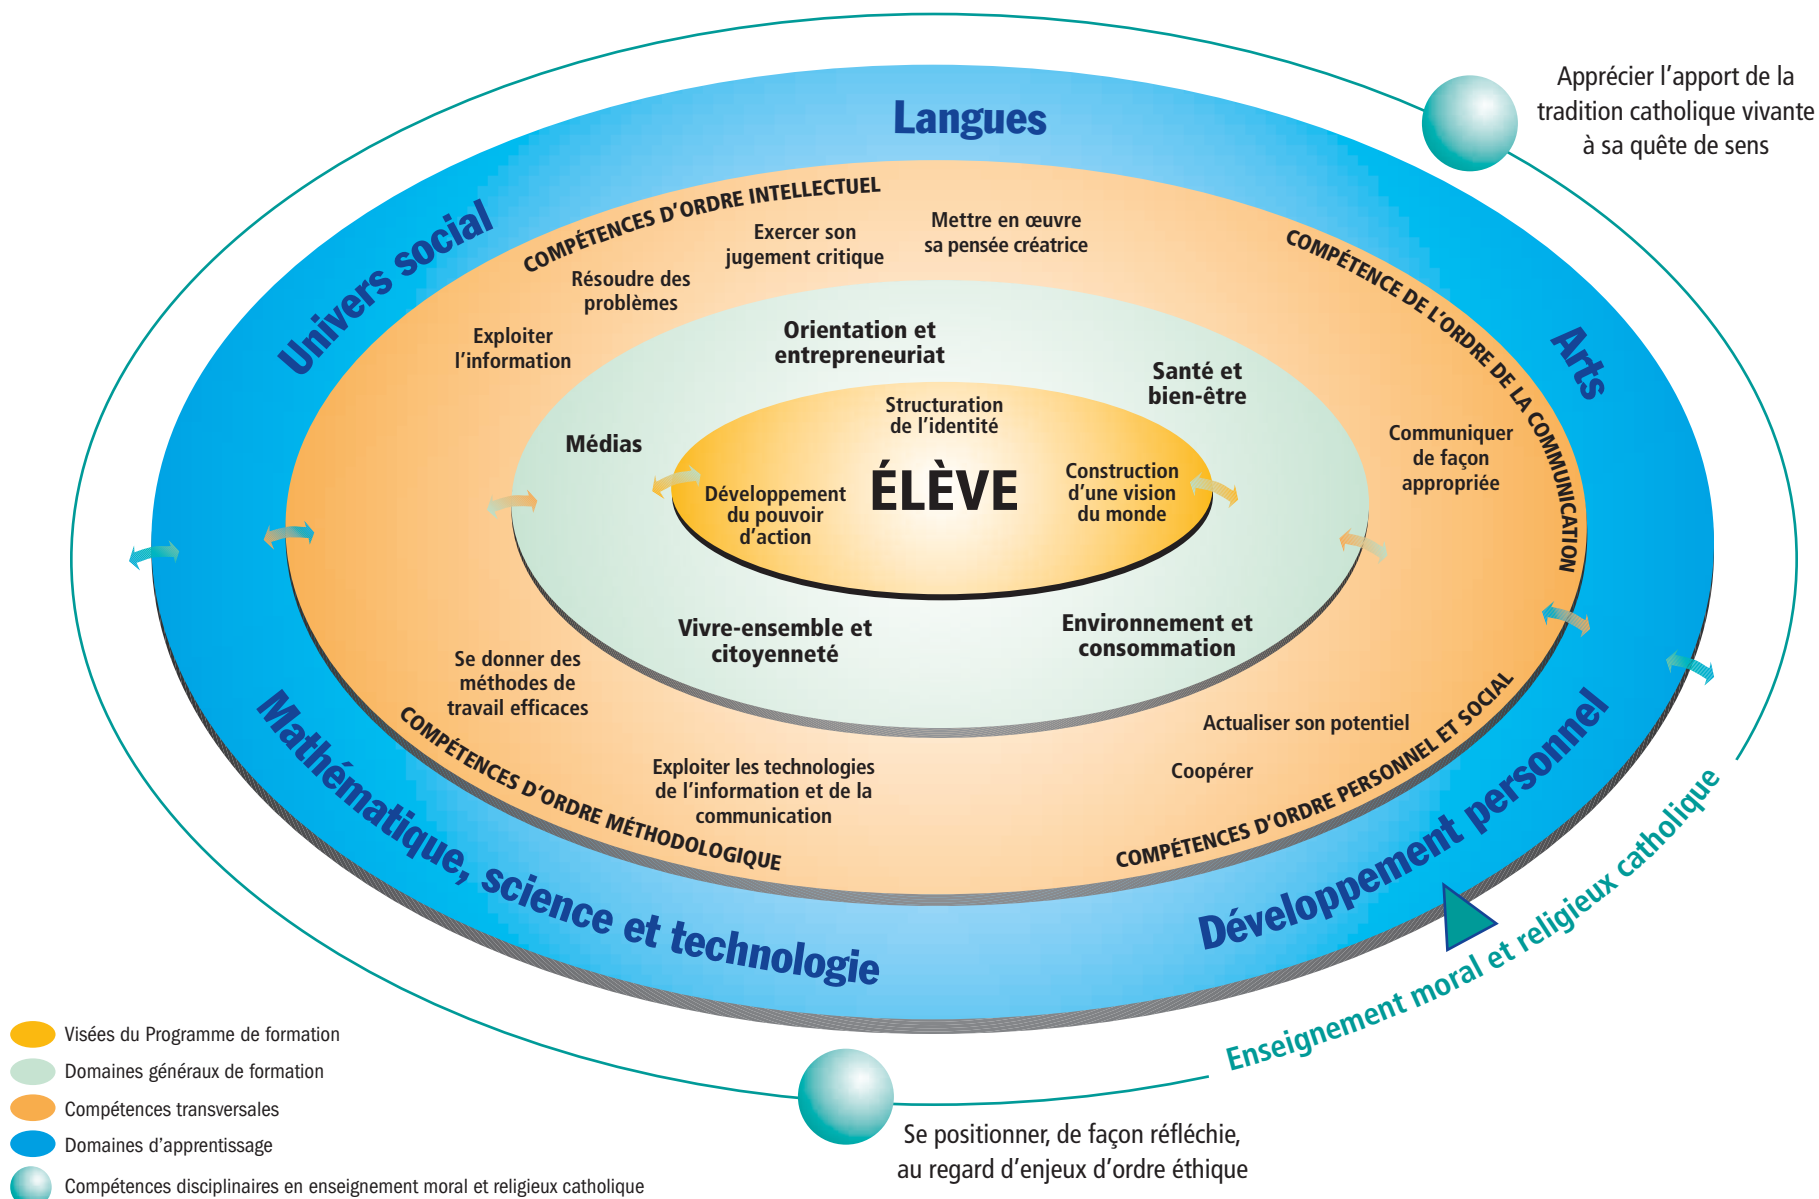 Apprécier l’apport de la
tradition catholique vivante
à sa quête de sens
Langues
Univers social
Arts
COMPÉTENCES D’ORDRE INTELLECTUEL
Mettre en œuvre
sa pensée créatrice
Exercer son
jugement critique
Résoudre des
problèmes
Exploiter
l’information
COMPÉTENCE DE L’ORDRE DE LA COMMUNICATION
Communiquer
de façon
appropriée
Orientation et
entrepreneuriat
Santé et
bien-être
Médias
Structuration
de l’identité
ÉLÈVE
Développement
du pouvoir
d’action
Construction
d’une vision
du monde
Vivre-ensemble et
citoyenneté
Environnement et
consommation
Se donner des
méthodes de
travail efficaces
Exploiter les technologies
de l’information et de la
communication
COMPÉTENCES D’ORDRE MÉTHODOLOGIQUE
Actualiser son potentiel
Coopérer
COMPÉTENCES D’ORDRE PERSONNEL ET SOCIAL
Mathématique, science et technologie
Développement personnel
Enseignement moral et religieux catholique
Se positionner, de façon réfléchie,
au regard d’enjeux d’ordre éthique
Visées du Programme de formation
Domaines généraux de formation
Compétences transversales
Domaines d’apprentissage
Compétences disciplinaires en enseignement moral et religieux catholique